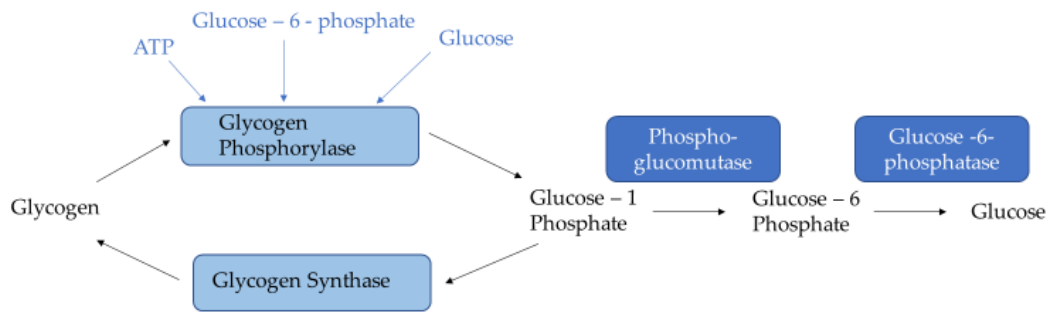 Glucose – 6 - phosphate
ATP
Glucose
Glycogen
Phosphorylase
Phospho-
glucomutase
Glucose -6-
phosphatase
Glycogen
Glucose – 1
Phosphate
Glucose – 6
Phosphate
Glucose
Glycogen Synthase